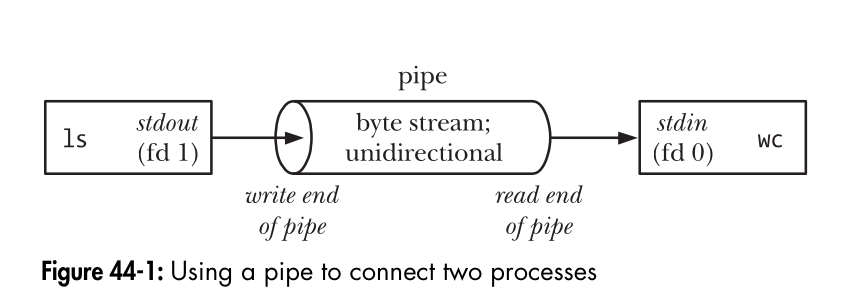 pipe
ls
stdout
(fd 1)
byte stream;
unidirectional
stdin
(fd 0)
wc
write end
of pipe
read end
of pipe
Figure 44-1: Using a pipe to connect two processes